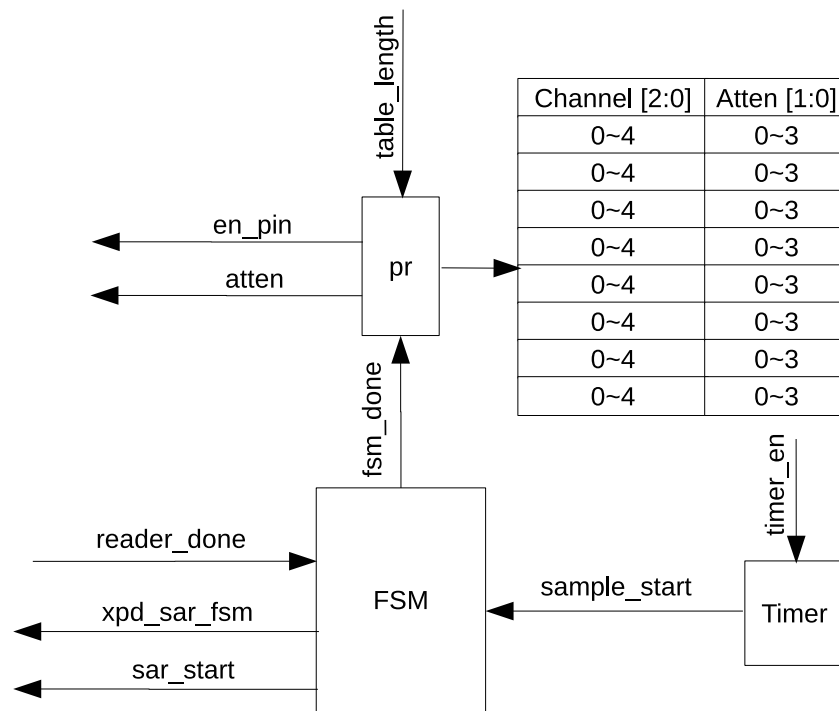 table_length
Channel [2:0] Atten [1:0]
0~4 0~3
0~4 0~3
0~4 0~3
0~4 0~3
0~4 0~3
0~4 0~3
0~4 0~3
0~4 0~3
en_pin
pr
atten
fsm_done
timer_en
reader_done
FSM
sample_start
Timer
xpd_sar_fsm
sar_start